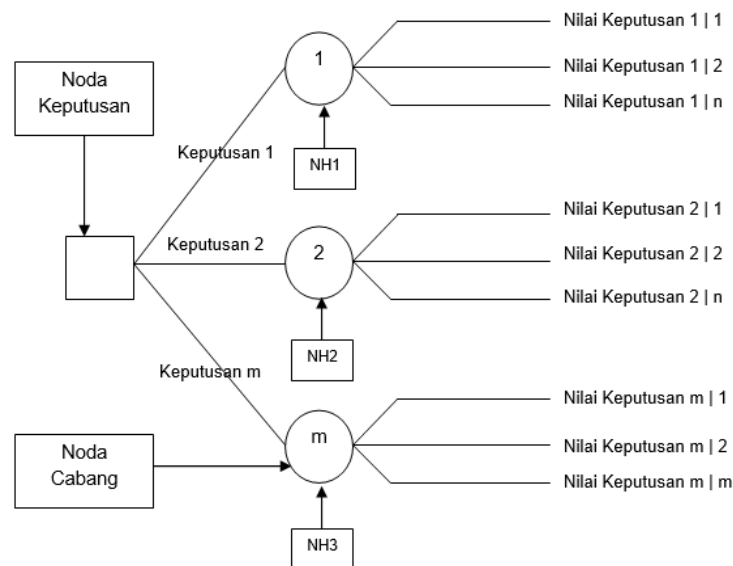 Nilai Keputusan 1 | 1
1
Nilai Keputusan 1 | 2
Nilai Keputusan 1 | n
Noda
Keputusan
Keputusan 1
NH1
Nilai Keputusan 2 | 1
Keputusan 2
2
Nilai Keputusan 2 | 2
Nilai Keputusan 2 | n
NH2
Keputusan m
Nilai Keputusan m | 1
m
Nilai Keputusan m | 2
Nilai Keputusan m | m
Noda
Cabang
NH3